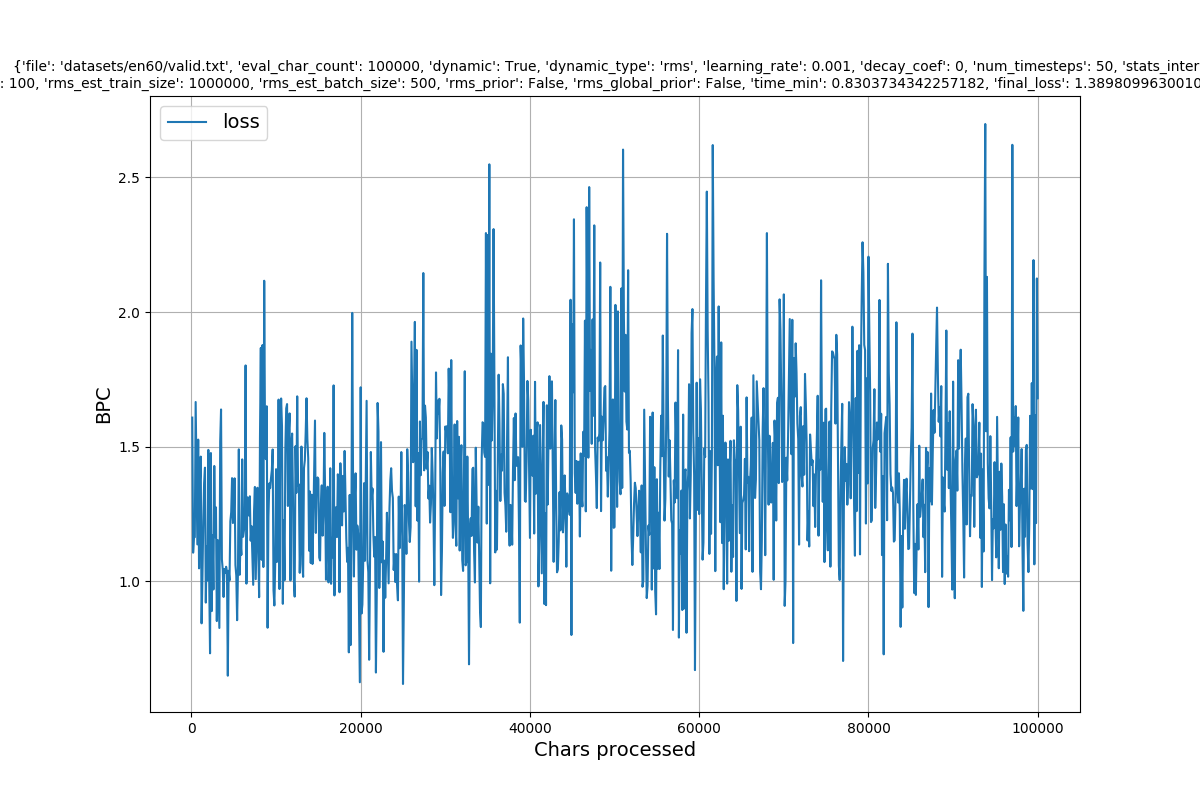 {'file': 'datasets/en60/valid.txt', 'eval_char_count': 100000, 'dynamic': True, 'dynamic_type': 'rms', 'learning_rate': 0.001, 'decay_coef': 0, 'num_timesteps': 50, 'stats_inter
: 100, 'rms_est_train_size': 1000000, 'rms_est_batch_size': 500, 'rms_prior': False, 'rms_global_prior': False, 'time_min': 0.8303734342257182, 'final_loss': 1.3898099630010
loss
2.5
2.0
1.5
1.0
BPC
0 20000 40000 60000 80000 100000
Chars processed